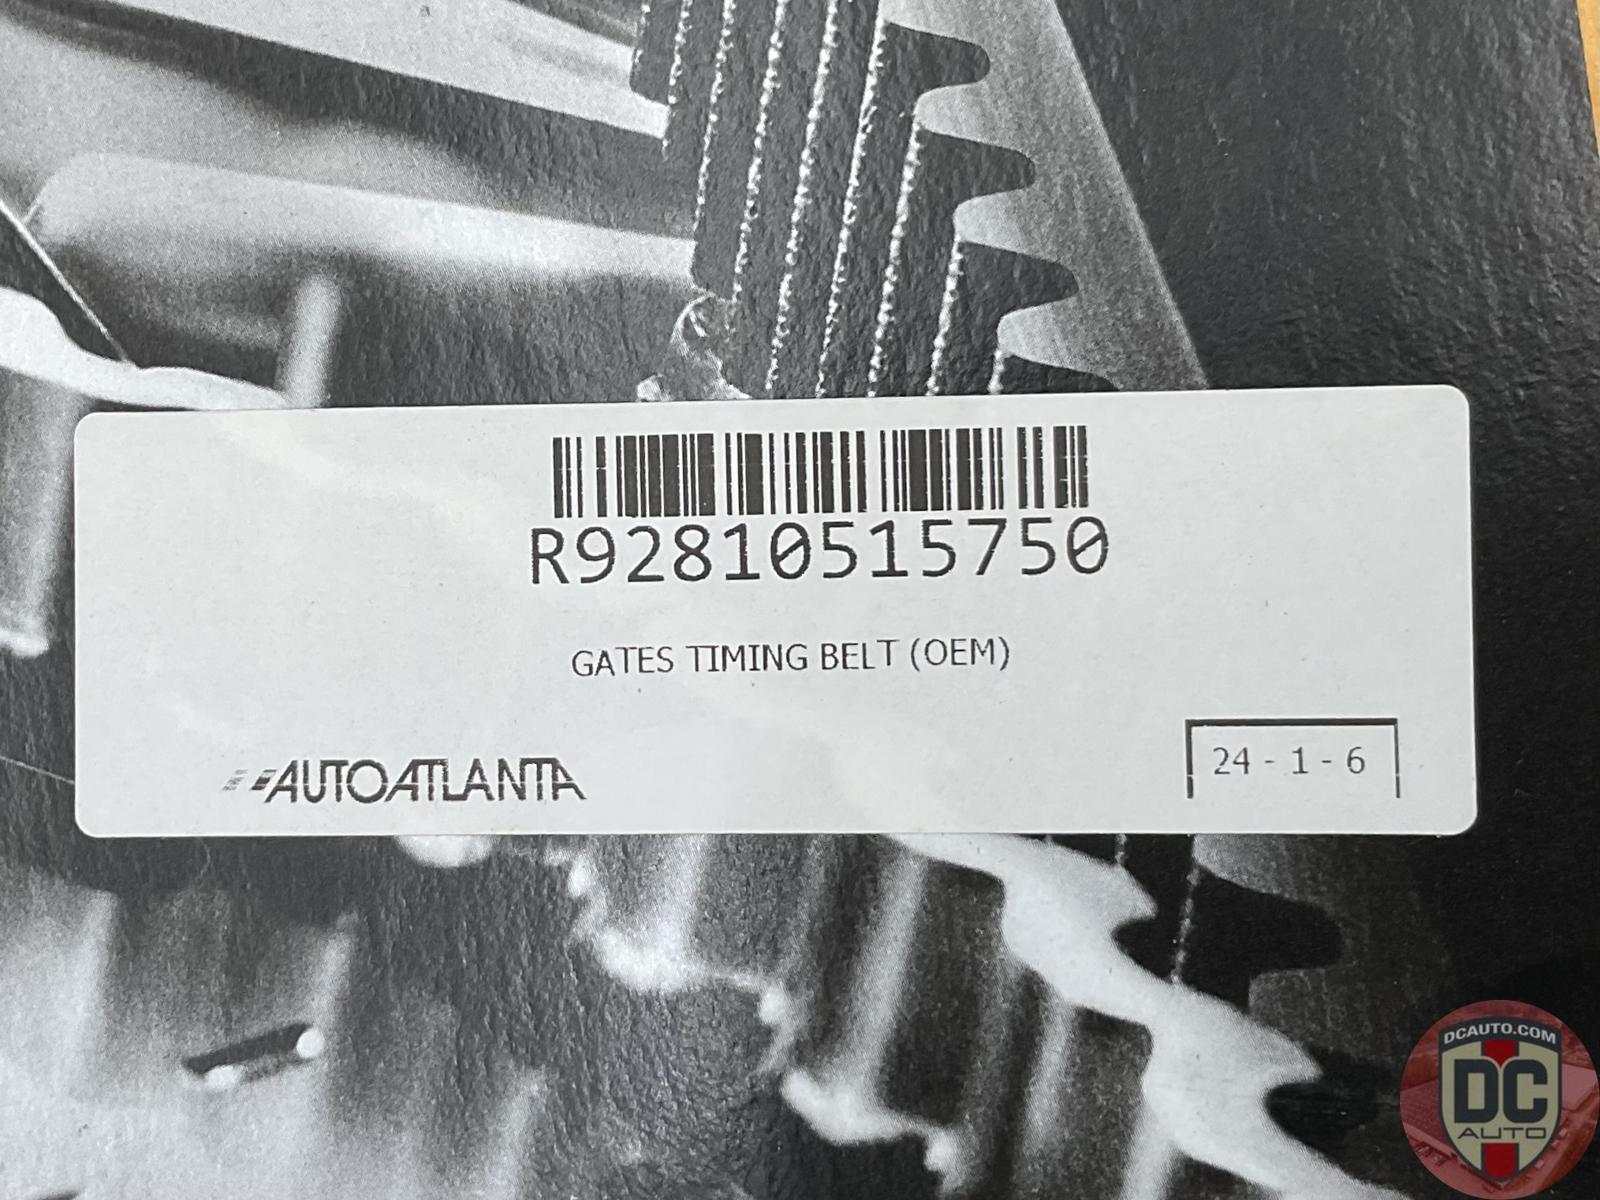 R92810515750
GATES TIMING BELT (OEM)
AUTOATLANTA
24 - 1 - 6
DCAUTO.COM
DC
AUTO